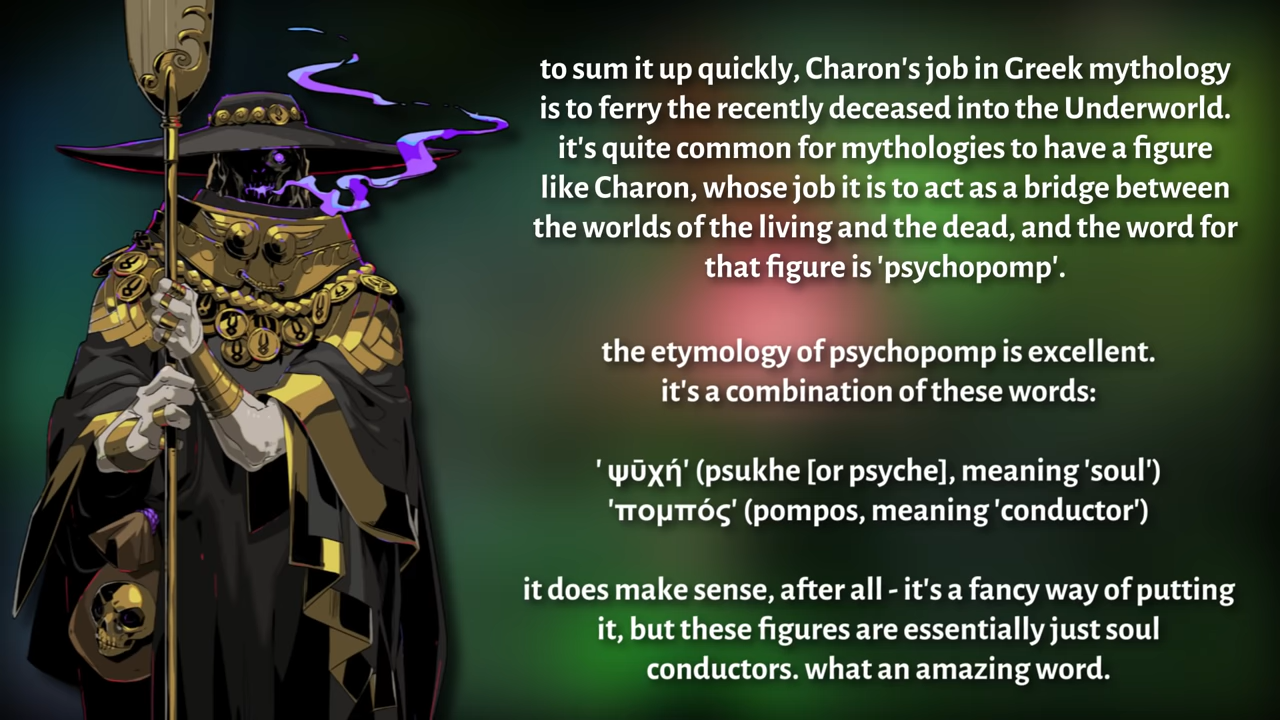 to sum it up quickly, Charon's job in Greek mythology
is to ferry the recently deceased into the Underworld.
it's quite common for mythologies to have a figure
like Charon, whose job it is to act as a bridge between
the worlds of the living and the dead, and the word for
that figure is 'psychopomp'.
the etymology of psychopomp is excellent.
it's a combination of these words:
' ψῡχή' (psukhe [or psyche], meaning 'soul')
'πομπός' (pompos, meaning 'conductor')
it does make sense, after all - it's a fancy way of putting
it, but these figures are essentially just soul
conductors. what an amazing word.